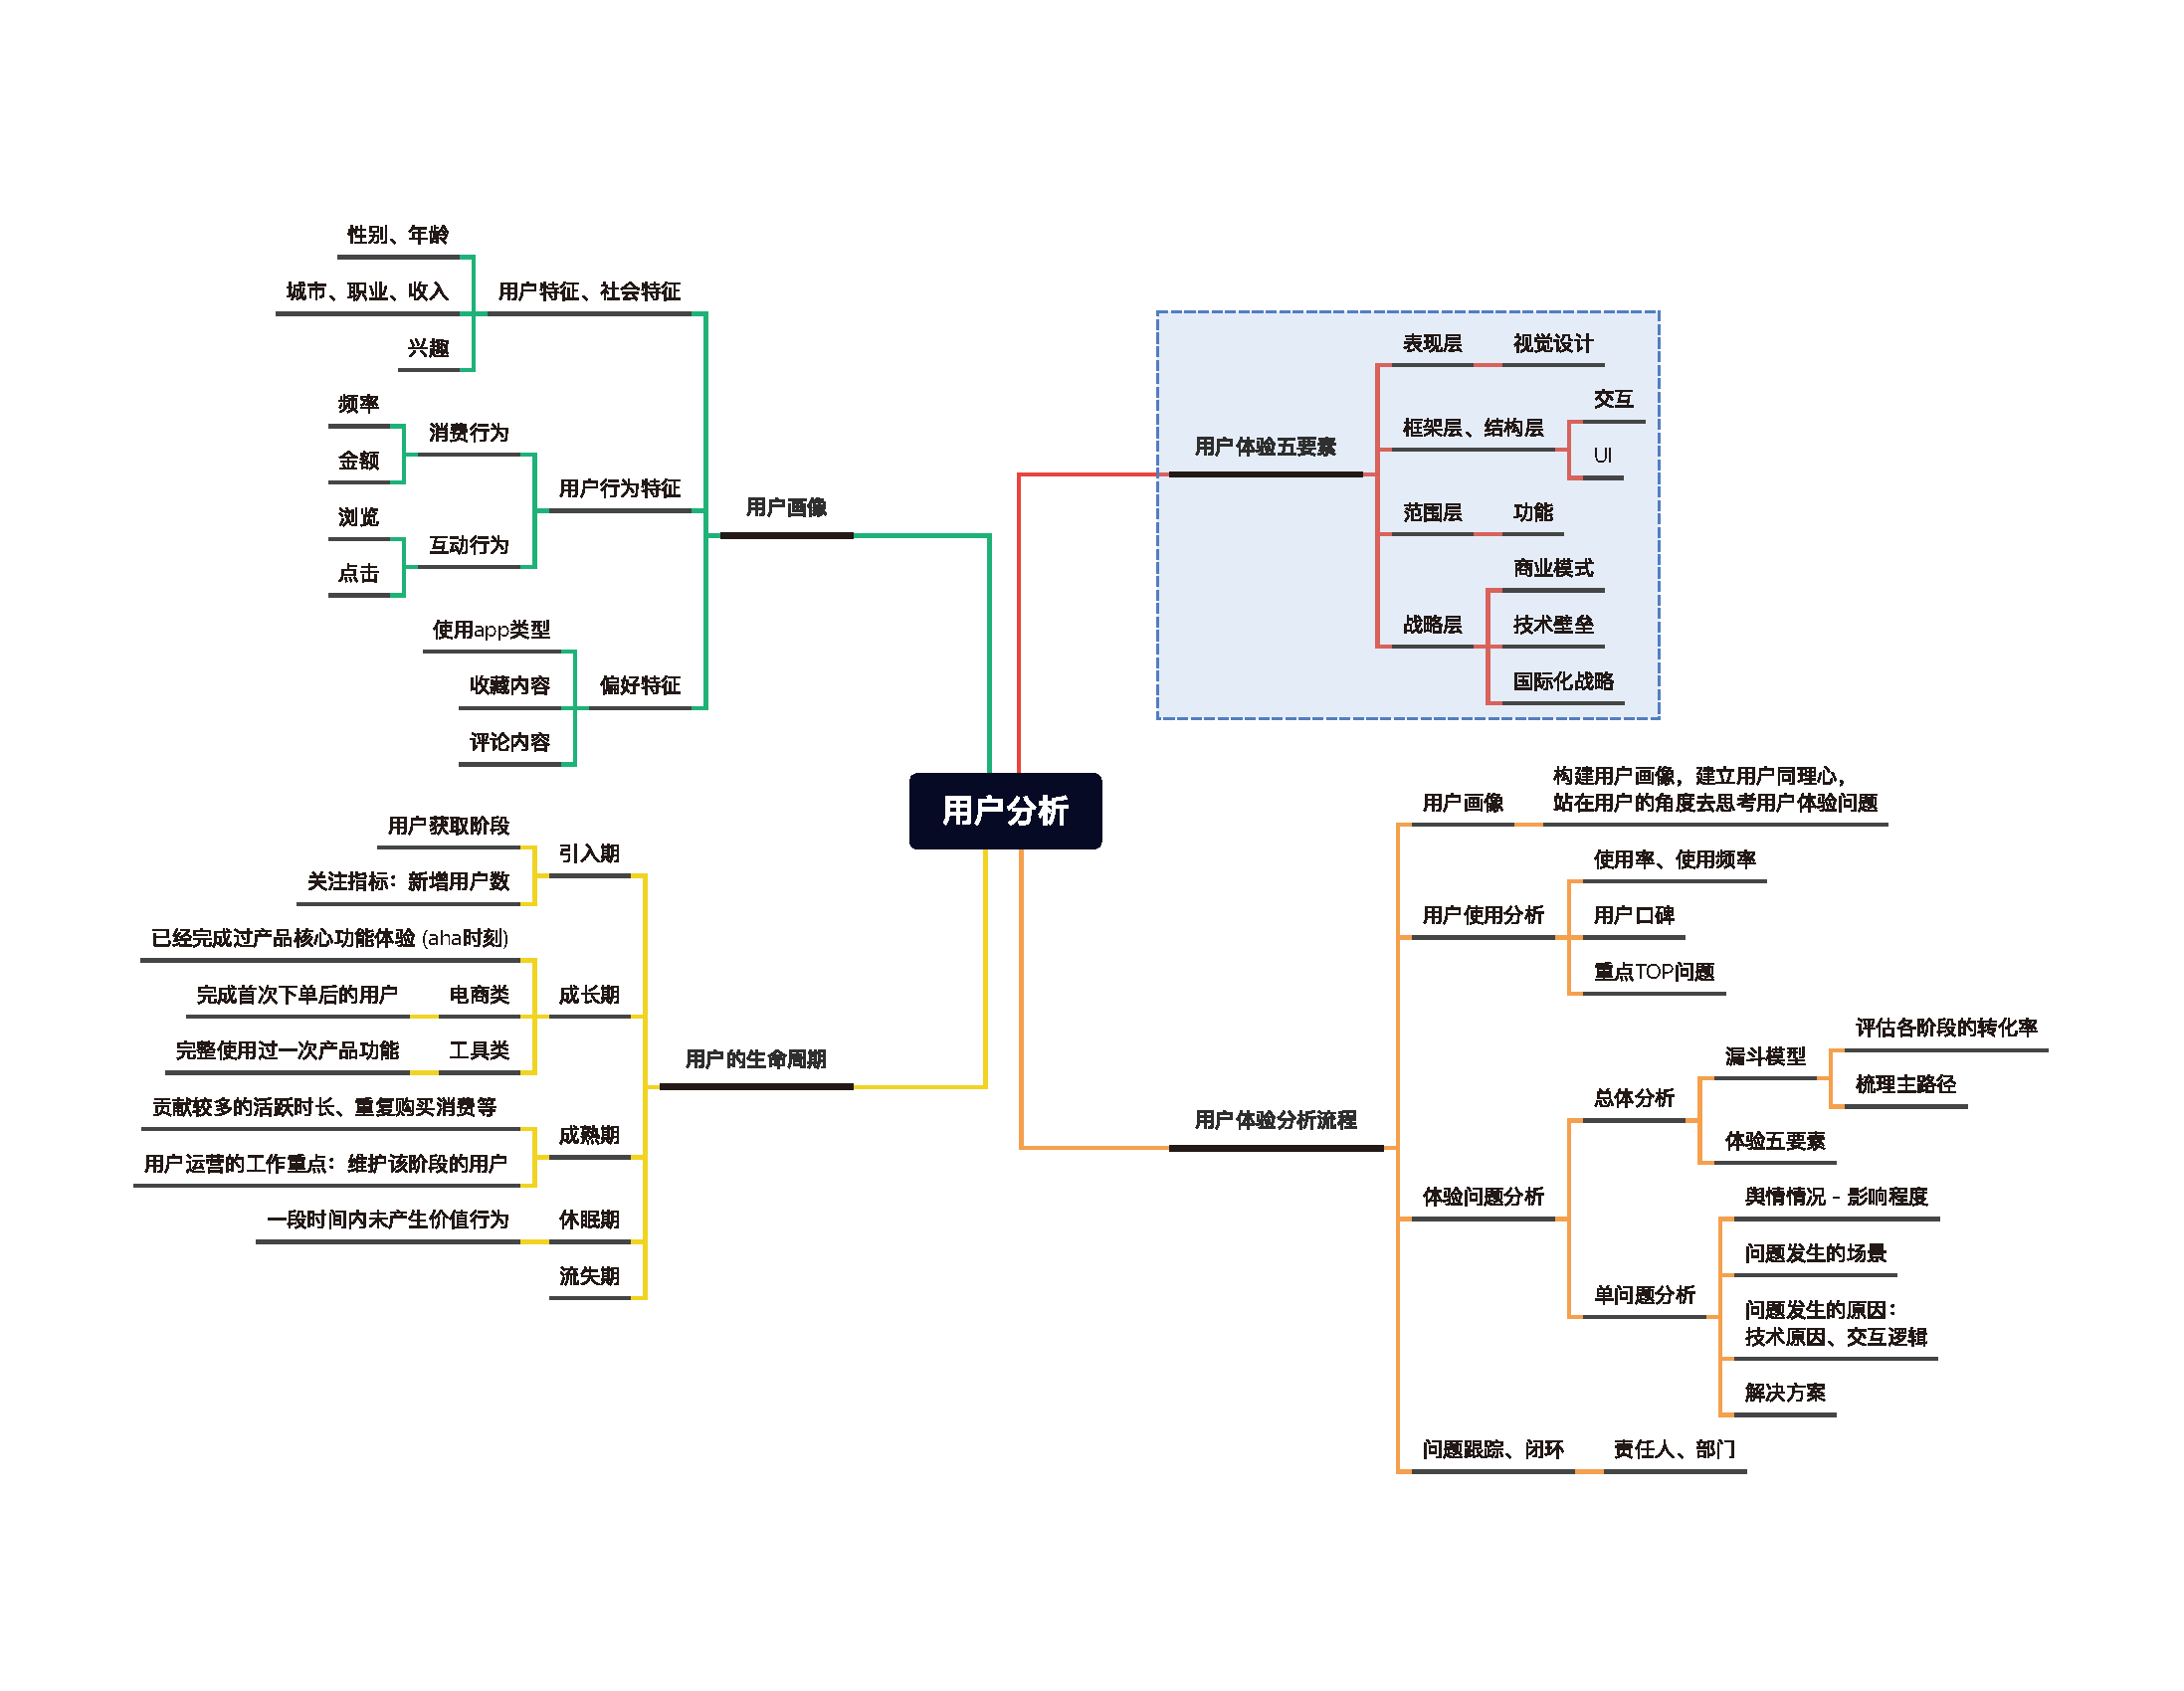 用户分析
用户画像
用户特征、社会特征
性别、年龄
城市、职业、收入
兴趣
用户行为特征
消费行为
频率
金额
互动行为
浏览
点击
偏好特征
使用app类型
收藏内容
评论内容
用户的生命周期
引入期
用户获取阶段
关注指标：新增用户数
成长期
已经完成过产品核心功能体验 (aha时刻)
电商类
完成首次下单后的用户
工具类
完整使用过一次产品功能
成熟期
贡献较多的活跃时长、重复购买消费等
用户运营的工作重点：维护该阶段的用户
休眠期
一段时间内未产生价值行为
流失期
用户体验五要素
表现层
视觉设计
框架层、结构层
交互
UI
范围层
功能
战略层
商业模式
技术壁垒
国际化战略
用户体验分析流程
用户画像
构建用户画像，建立用户同理心，
站在用户的角度去思考用户体验问题
用户使用分析
使用率、使用频率
用户口碑
重点TOP问题
体验问题分析
总体分析
漏斗模型
评估各阶段的转化率
梳理主路径
体验五要素
单问题分析
舆情情况 - 影响程度
问题发生的场景
问题发生的原因：
技术原因、交互逻辑
解决方案
问题跟踪、闭环
责任人、部门